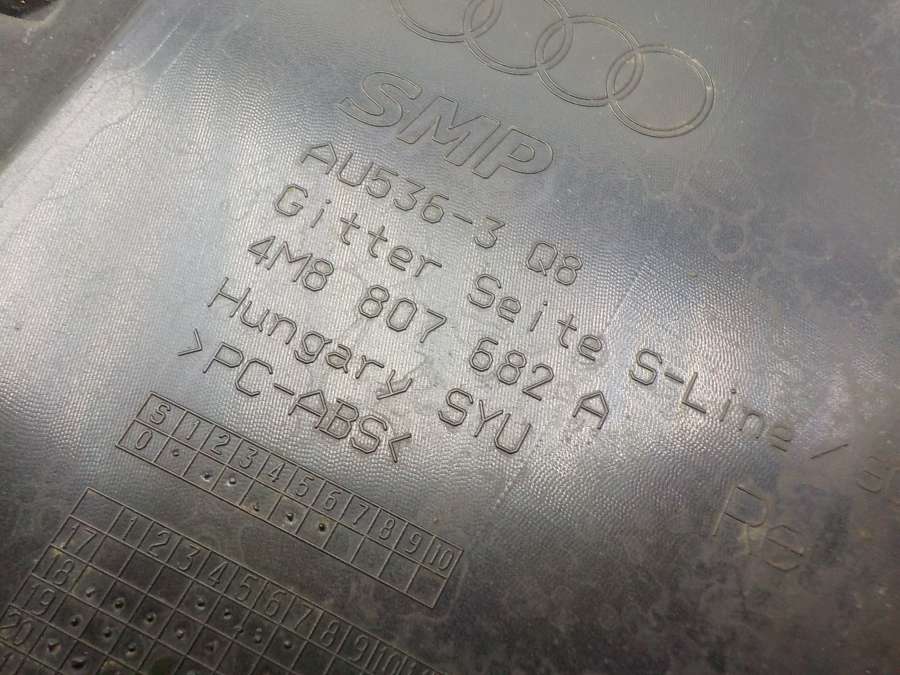 SMP
AU536-3 Q8
Gitter Seite S-Line /
4M8 807 682 A
Hungary SYU
>PC-ABS<
Re
S 1 2 3 4 5 6 7 8 9 10
0
1 2 3 4 5 6 7 8 9 10 11
17
18
19
20